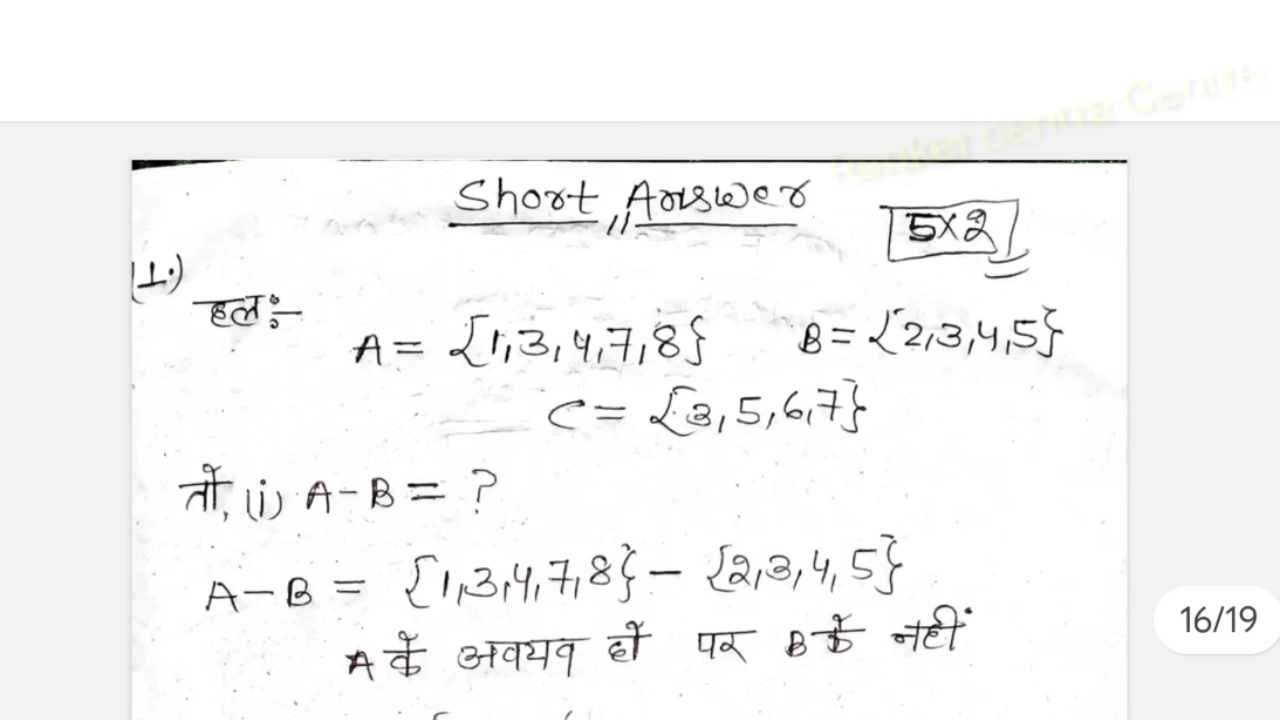 Short Answer
5×2
(1.)
हलः-
A = {1,3,4,7,8} B = {2,3,4,5}
C = {3,5,6,7}
तो, (i) A-B = ?
A-B = {1,3,4,7,8} - {2,3,4,5}
A के अवयव हो पर B के नहीं
16/19